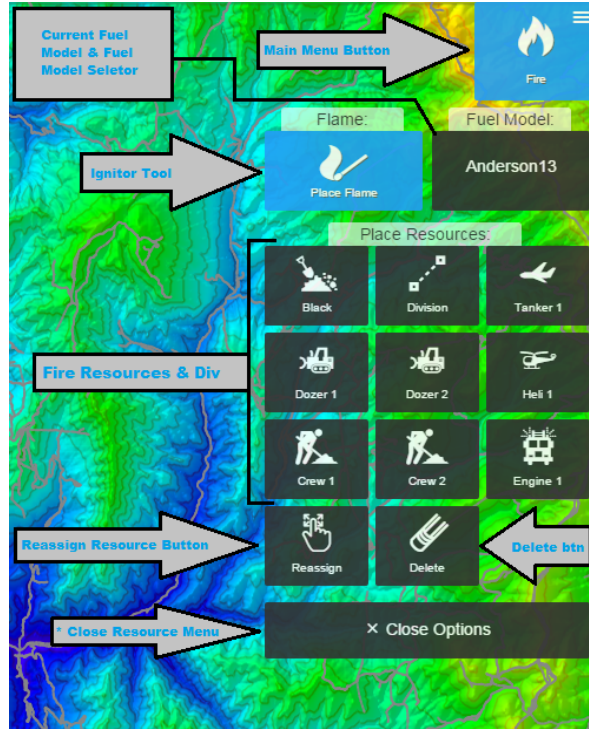 Current Fuel
Model & Fuel
Model Seletor
Main Menu Button
Fire
Flame:
Fuel Model:
Ignitor Tool
Place Flame
Anderson13
Place Resources:
Black
Division
Tanker 1
Fire Resources & Div
Dozer 1
Dozer 2
Heli 1
Crew 1
Crew 2
Engine 1
Reassign Resource Button
Reassign
Delete
Delete btn
* Close Resource Menu
× Close Options